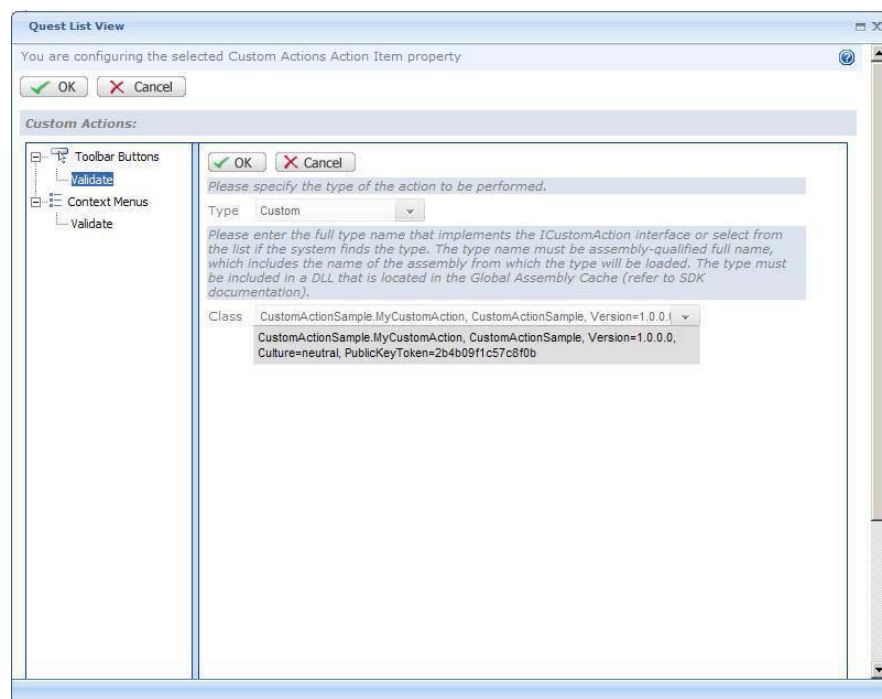 Quest List View
You are configuring the selected Custom Actions Action Item property
OK Cancel
Custom Actions:
Toolbar Buttons
Validate
Context Menus
Validate
OK Cancel
Please specify the type of the action to be performed.
Type Custom
Please enter the full type name that implements the ICustomAction interface or select from
the list if the system finds the type. The type name must be assembly-qualified full name,
which includes the name of the assembly from which the type will be loaded. The type must
be included in a DLL that is located in the Global Assembly Cache (refer to SDK
documentation).
Class CustomActionSample.MyCustomAction, CustomActionSample, Version=1.0.0.(
CustomActionSample.MyCustomAction, CustomActionSample, Version=1.0.0.0,
Culture=neutral, PublicKeyToken=2b4b09f1c57c8f0b